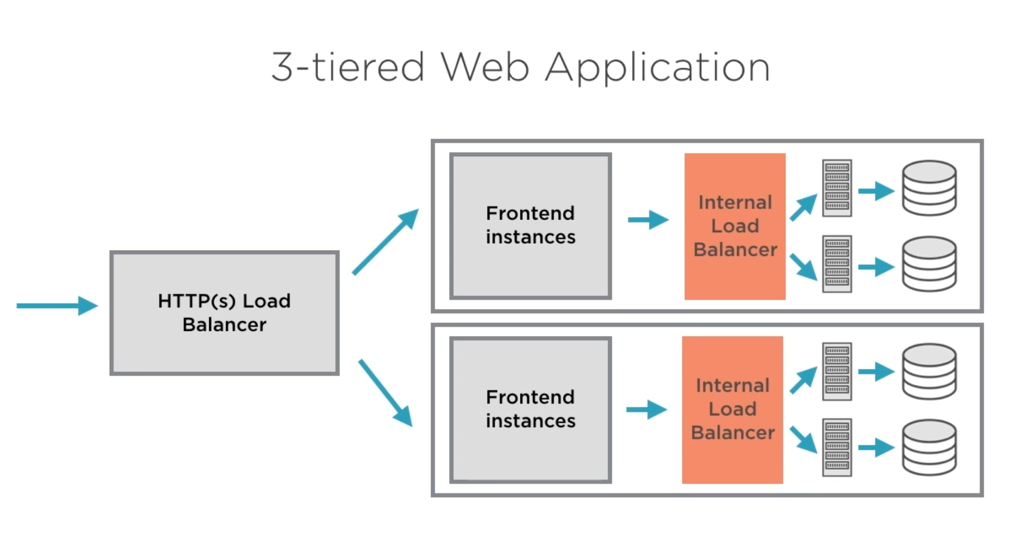 3-tiered Web Application
HTTP(s) Load
Balancer
Frontend
instances
Internal
Load
Balancer
Frontend
instances
Internal
Load
Balancer